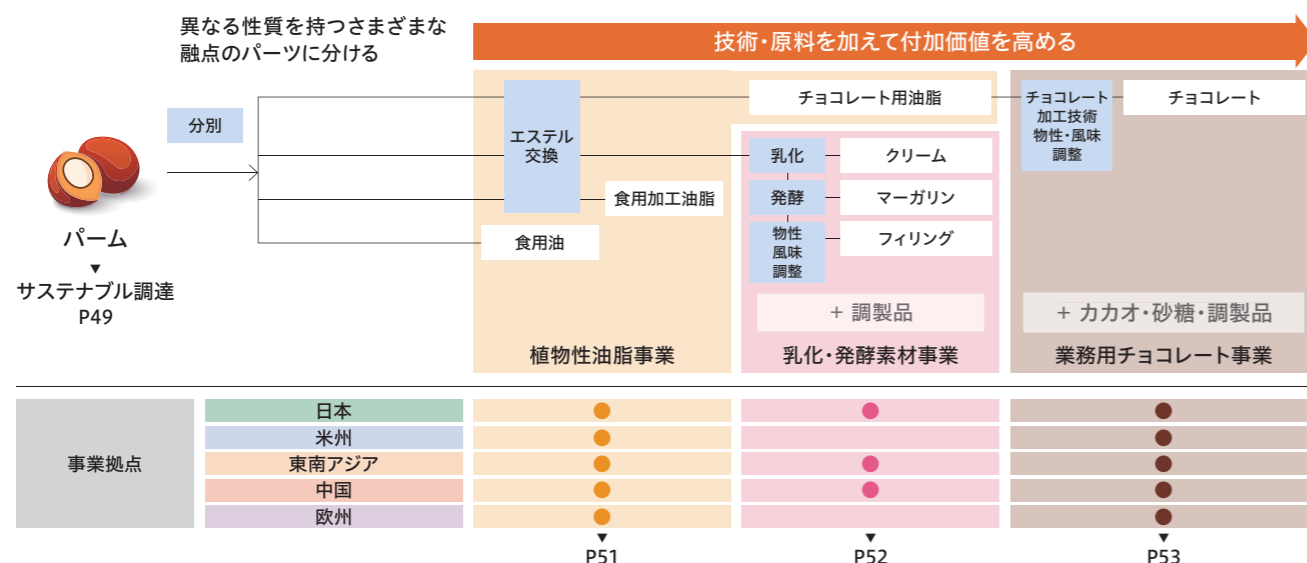 異なる性質を持つさまざまな
融点のパーツに分ける
技術・原料を加えて付加価値を高める
分別
パーム
▼
サステナブル調達
P49
エステル
交換
食用加工油脂
食用油
植物性油脂事業
チョコレート用油脂
乳化
クリーム
発酵
マーガリン
物性
風味
調整
フィリング
+ 調製品
乳化・発酵素材事業
チョコレート
加工技術
物性・風味
調整
チョコレート
+ カカオ・砂糖・調製品
業務用チョコレート事業
事業拠点
日本
米州
東南アジア
中国
欧州
▼
P51
▼
P52
▼
P53